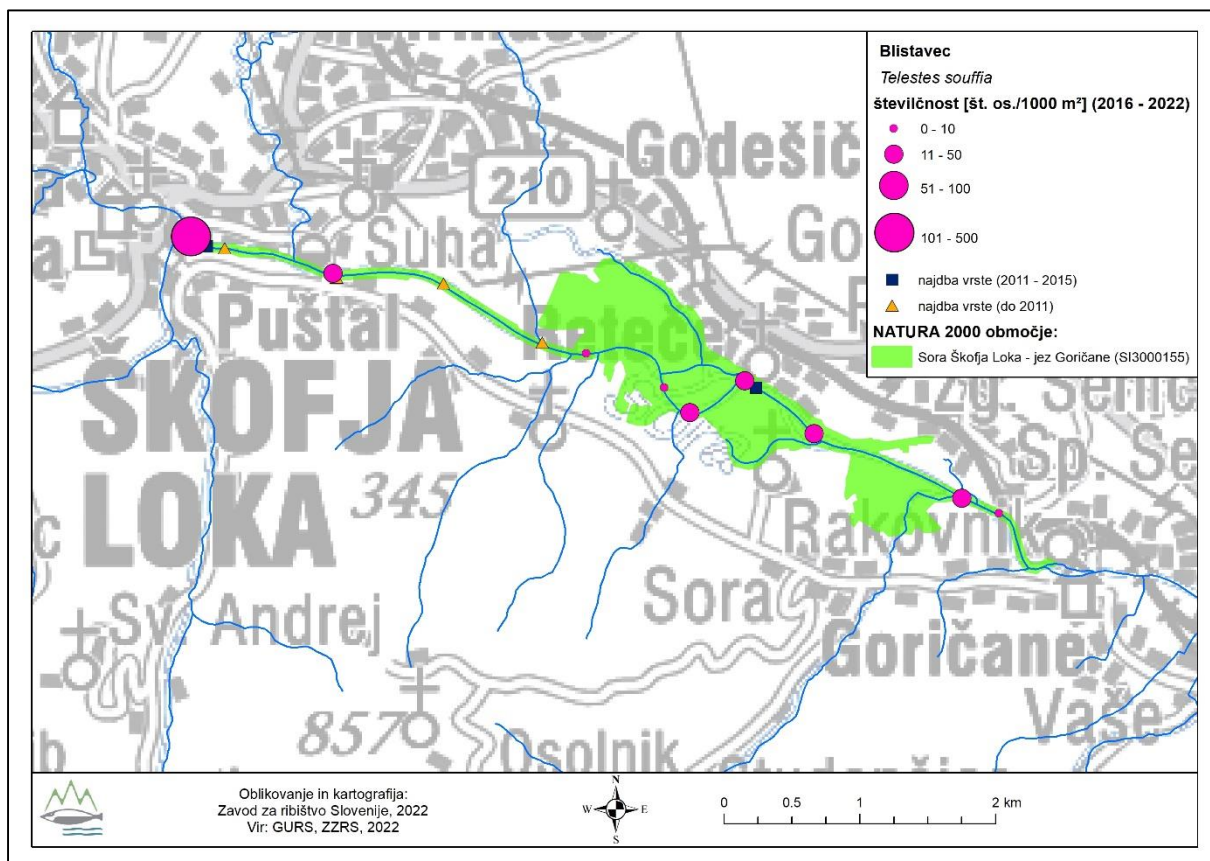 Blistavec
Telestes souffia
številčnost [št. os./1000 m²] (2016 - 2022)
0 - 10
11 - 50
51 - 100
101 - 500
najdba vrste (2011 - 2015)
najdba vrste (do 2011)
NATURA 2000 območje:
Sora Škofja Loka - jez Goričane (SI3000155)
Godešič
210
Suha
Puštal
Rateče
ŠKOFJA
LOKA
345
Sp. Se
Rakovnik
Sora
Sv. Andrej
Goričane
Vaše
857
Osolnik
Oblikovanje in kartografija:
Zavod za ribištvo Slovenije, 2022
Vir: GURS, ZZRS, 2022
N
W E
S
0 0.5 1 2 km